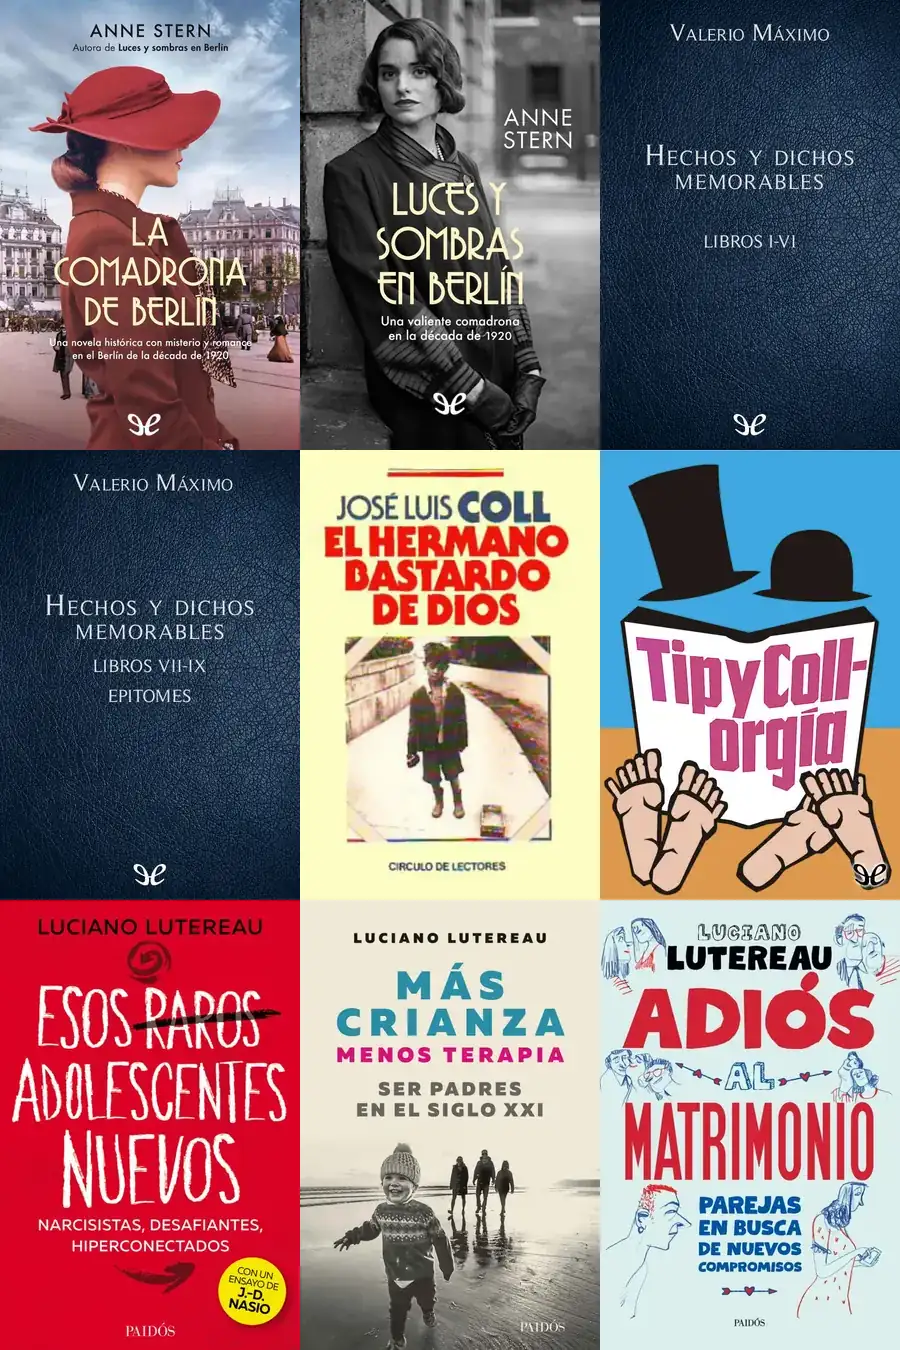 ANNE STERN
Autora de Luces y sombras en Berlín
LA
COMADRONA
DE BERLÍN
Una novela histórica con misterio y romance
en el Berlín de la década de 1920
ANNE
STERN
LUCES Y
SOMBRAS
EN BERLÍN
Una valiente comadrona
en la década de 1920
VALERIO MÁXIMO
HECHOS Y DICHOS
MEMORABLES
LIBROS I-VI
VALERIO MÁXIMO
HECHOS Y DICHOS
MEMORABLES
LIBROS VII-IX
EPITOMES
JOSÉ LUIS COLL
EL HERMANO
BASTARDO
DE DIOS
CIRCULO DE LECTORES
TipyColl-
orgía
LUCIANO LUTEREAU
ESOS RAROS
ADOLESCENTES
NUEVOS
NARCISISTAS, DESAFIANTES,
HIPERCONECTADOS
CON UN
ENSAYO DE
J.-D.
NASIO
PAIDÓS
LUCIANO LUTEREAU
MÁS
CRIANZA
MENOS TERAPIA
SER PADRES
EN EL SIGLO XXI
PAIDÓS
LUCIANO
LUTEREAU
ADIÓS
AL
MATRIMONIO
PAREJAS
EN BUSCA
DE NUEVOS
COMPROMISOS
PAIDÓS